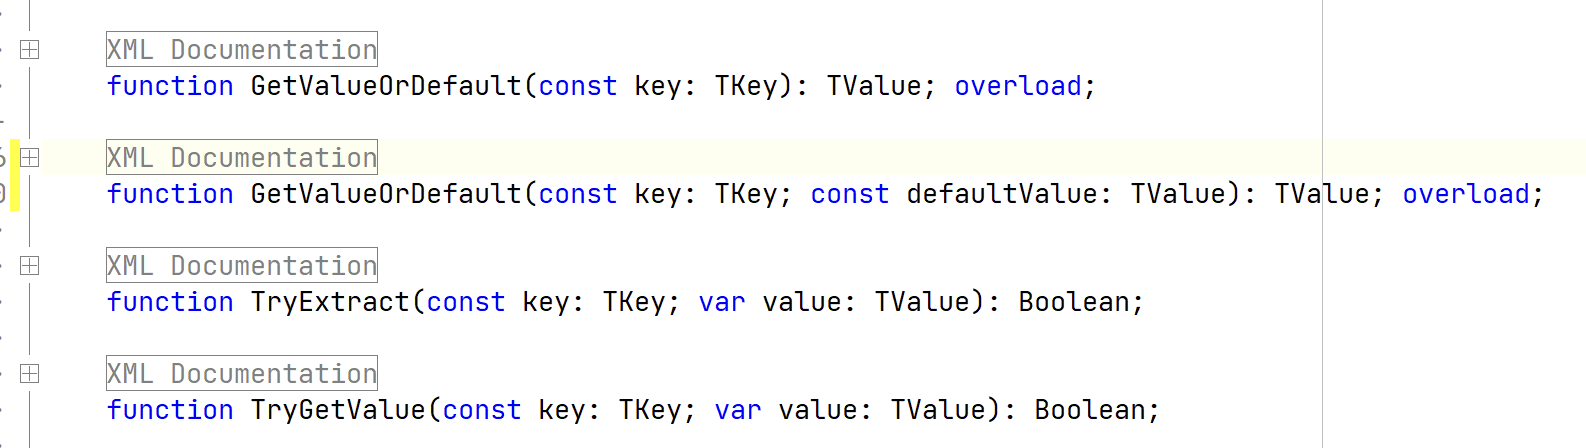 XML Documentation
function GetValueOrDefault(const key: TKey): TValue; overload;
XML Documentation
function GetValueOrDefault(const key: TKey; const defaultValue: TValue): TValue; overload;
XML Documentation
function TryExtract(const key: TKey; var value: TValue): Boolean;
XML Documentation
function TryGetValue(const key: TKey; var value: TValue): Boolean;